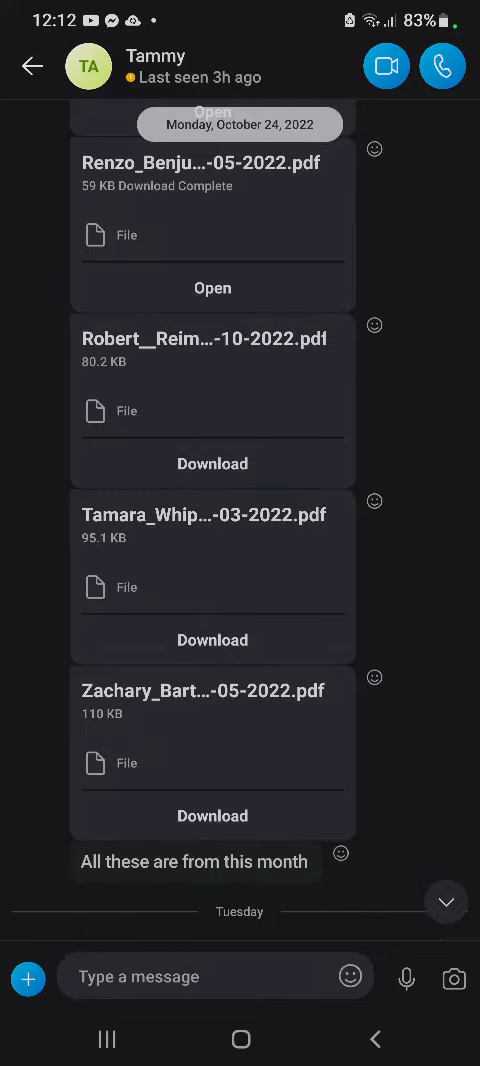 12:12
83%
TA
Tammy
Last seen 3h ago
Open
Monday, October 24, 2022
Renzo_Benju...-05-2022.pdf
59 KB Download Complete
File
Open
Robert__Reim...-10-2022.pdf
80.2 KB
File
Download
Tamara_Whip...-03-2022.pdf
95.1 KB
File
Download
Zachary_Bart...-05-2022.pdf
110 KB
File
Download
All these are from this month
Tuesday
Type a message